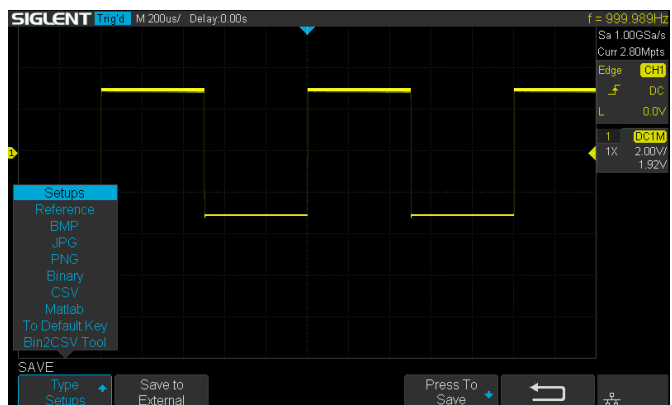 SIGLENT Trig'd M 200us/ Delay:0.00s f = 999.989Hz
Sa 1.00GSa/s
Curr 2.80Mpts
Edge CH1
DC
L 0.0V
1 DC1M
1X 2.00V/
1.92V
1
Setups
Reference
BMP
JPG
PNG
Binary
CSV
Matlab
To Default Key
Bin2CSV Tool
SAVE
Type
Setups
Save to
External
Press To
Save